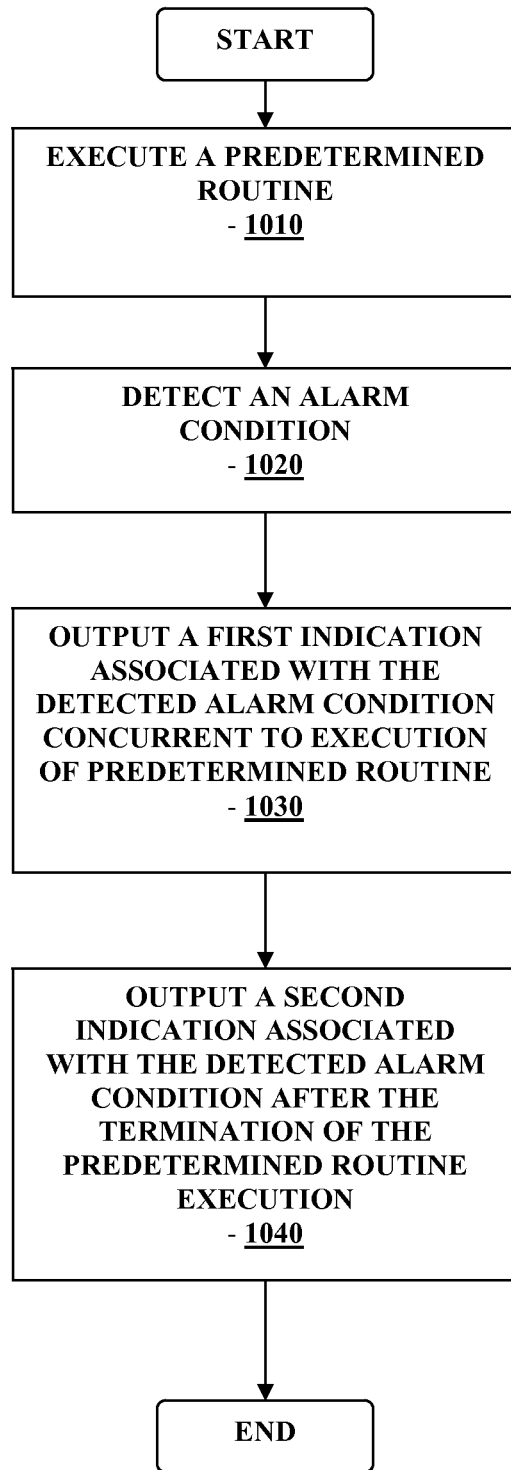 START
EXECUTE A PREDETERMINED
ROUTINE
- 1010
DETECT AN ALARM
CONDITION
- 1020
OUTPUT A FIRST INDICATION
ASSOCIATED WITH THE
DETECTED ALARM CONDITION
CONCURRENT TO EXECUTION
OF PREDETERMINED ROUTINE
- 1030
OUTPUT A SECOND
INDICATION ASSOCIATED
WITH THE DETECTED ALARM
CONDITION AFTER THE
TERMINATION OF THE
PREDETERMINED ROUTINE
EXECUTION
- 1040
END